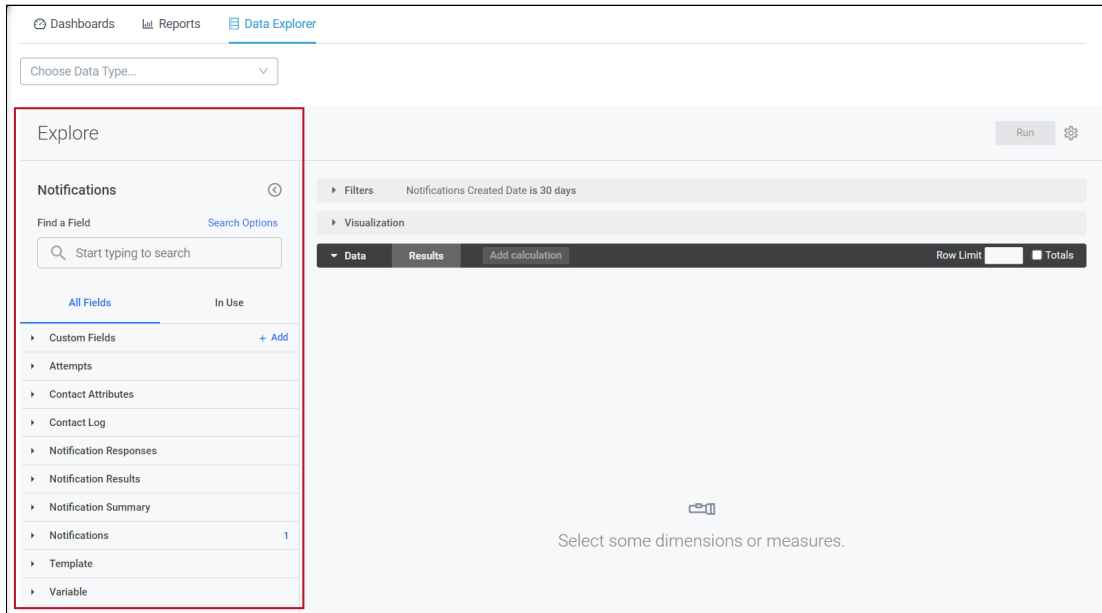 Dashboards Reports Data Explorer
Choose Data Type...
Explore
Run
Notifications
Find a Field Search Options
Start typing to search
All Fields In Use
Custom Fields + Add
Attempts
Contact Attributes
Contact Log
Notification Responses
Notification Results
Notification Summary
Notifications 1
Template
Variable
Filters Notifications Created Date is 30 days
Visualization
Data Results Add calculation Row Limit Totals
Select some dimensions or measures.